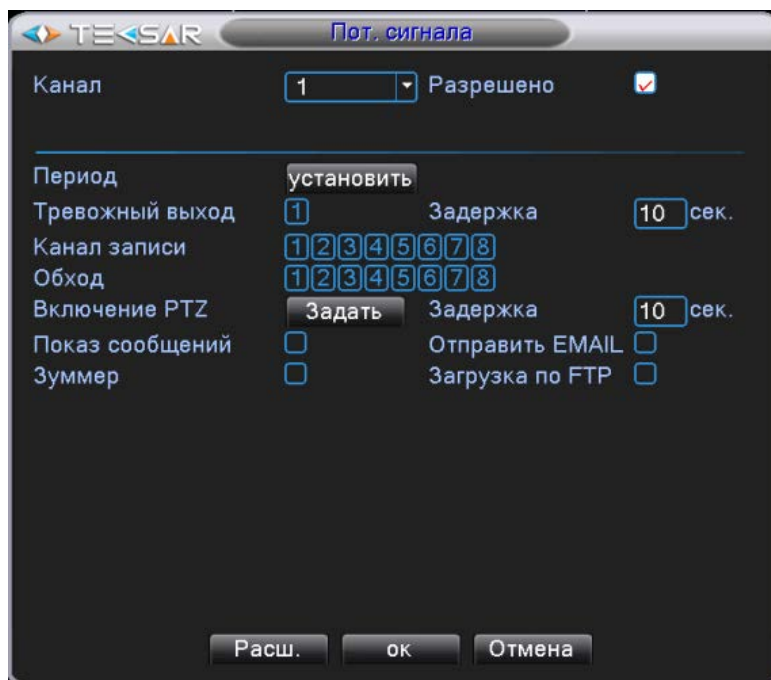 TEKSAR Пот. сигнала
Канал 1 Разрешено
Период установить
Тревожный выход 1 Задержка 10 сек.
Канал записи 1 2 3 4 5 6 7 8
Обход 1 2 3 4 5 6 7 8
Включение PTZ Задать Задержка 10 сек.
Показ сообщений Отправить EMAIL
Зуммер Загрузка по FTP
Расш. ок Отмена